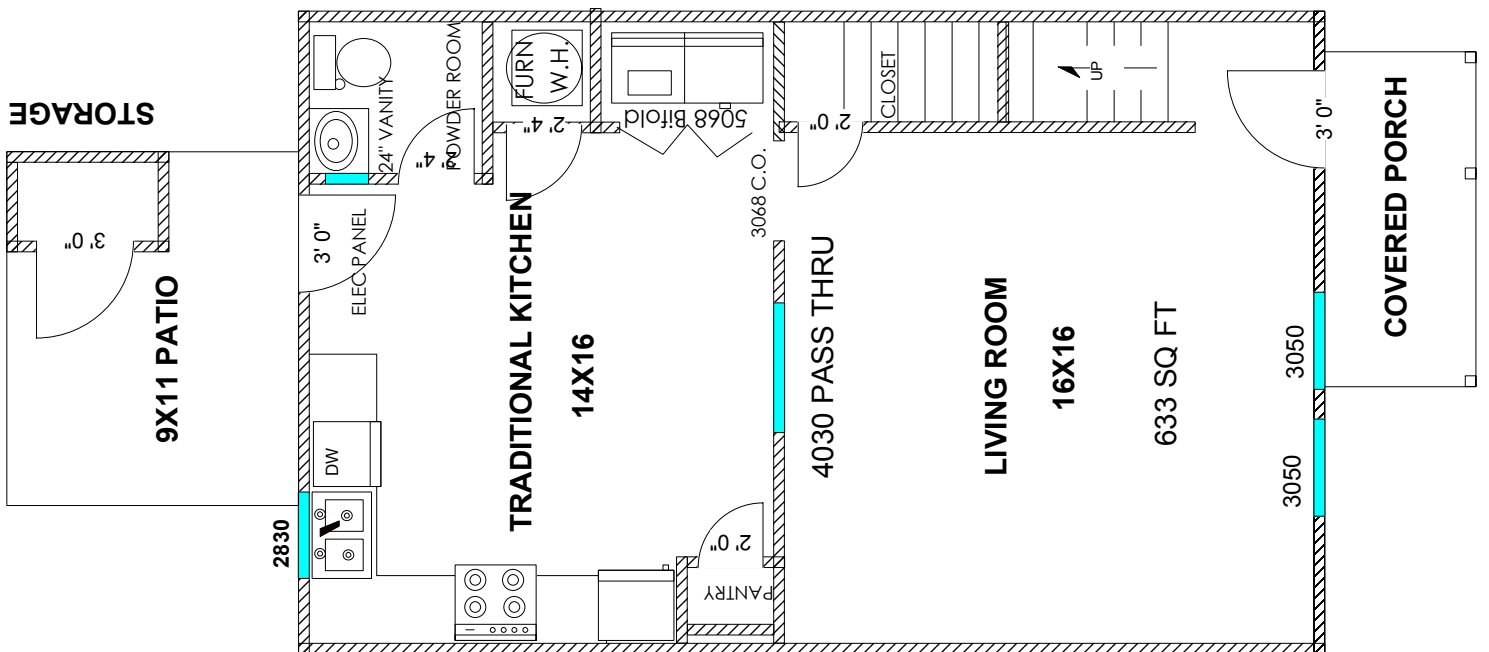 STORAGE
9X11 PATIO
3' 0"
2830
24" VANITY
POWDER ROOM
2' 4"
3' 0"
ELEC PANEL
DW
FURN
W.H.
2' 4"
5068 Bifold
TRADITIONAL KITCHEN
14X16
3068 C.O.
PANTRY
2' 0"
CLOSET
2' 0"
UP
4030 PASS THRU
LIVING ROOM
16X16
633 SQ FT
3' 0"
3050
3050
COVERED PORCH